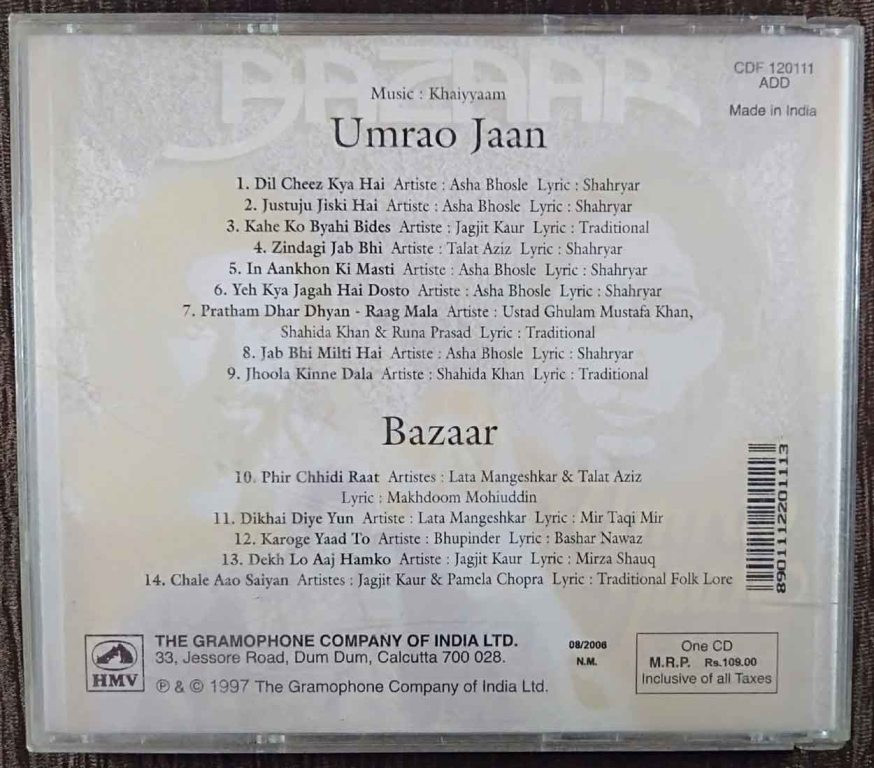 BAZAAR
CDF 120111
ADD
Made in India
Music : Khaiyyaam
Umrao Jaan
1. Dil Cheez Kya Hai Artiste : Asha Bhosle Lyric : Shahryar
2. Justuju Jiski Hai Artiste : Asha Bhosle Lyric : Shahryar
3. Kahe Ko Byahi Bides Artiste : Jagjit Kaur Lyric : Traditional
4. Zindagi Jab Bhi Artiste : Talat Aziz Lyric : Shahryar
5. In Aankhon Ki Masti Artiste : Asha Bhosle Lyric : Shahryar
6. Yeh Kya Jagah Hai Dosto Artiste : Asha Bhosle Lyric : Shahryar
7. Pratham Dhar Dhyan - Raag Mala Artiste : Ustad Ghulam Mustafa Khan,
Shahida Khan & Runa Prasad Lyric : Traditional
8. Jab Bhi Milti Hai Artiste : Asha Bhosle Lyric : Shahryar
9. Jhoola Kinne Dala Artiste : Shahida Khan Lyric : Traditional
Bazaar
10. Phir Chhidi Raat Artistes : Lata Mangeshkar & Talat Aziz
Lyric : Makhdoom Mohiuddin
11. Dikhai Diye Yun Artiste : Lata Mangeshkar Lyric : Mir Taqi Mir
12. Karoge Yaad To Artiste : Bhupinder Lyric : Bashar Nawaz
13. Dekh Lo Aaj Hamko Artiste : Jagjit Kaur Lyric : Mirza Shauq
14. Chale Aao Saiyan Artistes : Jagjit Kaur & Pamela Chopra Lyric : Traditional Folk Lore
8901112201113
HMV
THE GRAMOPHONE COMPANY OF INDIA LTD.
33, Jessore Road, Dum Dum, Calcutta 700 028.
℗ & © 1997 The Gramophone Company of India Ltd.
08/2006
N.M.
One CD
M.R.P. Rs.109.00
Inclusive of all Taxes